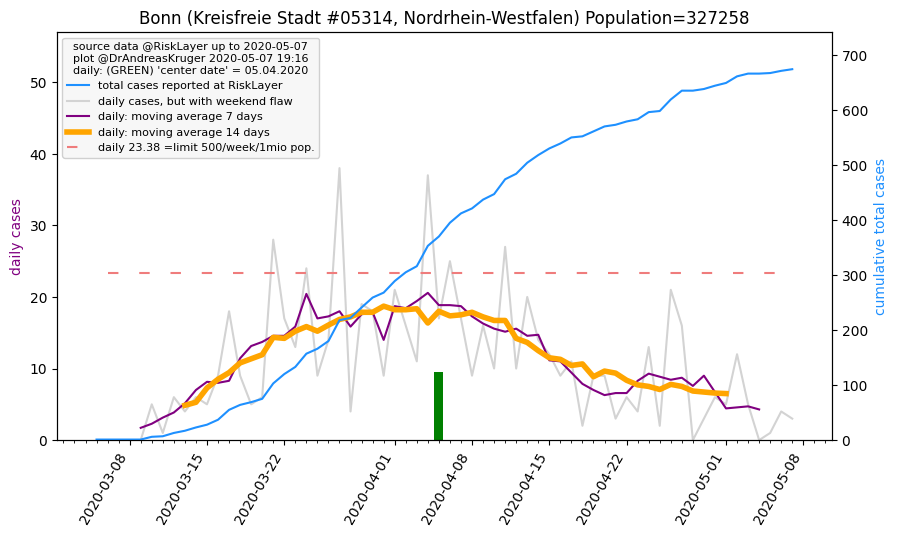 Bonn (Kreisfreie Stadt #05314, Nordrhein-Westfalen) Population=327258
source data @RiskLayer up to 2020-05-07
plot @DrAndreasKruger 2020-05-07 19:16
daily: (GREEN) 'center date' = 05.04.2020
total cases reported at RiskLayer
daily cases, but with weekend flaw
daily: moving average 7 days
daily: moving average 14 days
daily 23.38 =limit 500/week/1mio pop.
daily cases
50
40
30
20
10
0
700
600
500
400
300
200
100
0
cumulative total cases
2020-03-08
2020-03-15
2020-03-22
2020-04-01
2020-04-08
2020-04-15
2020-04-22
2020-05-01
2020-05-08